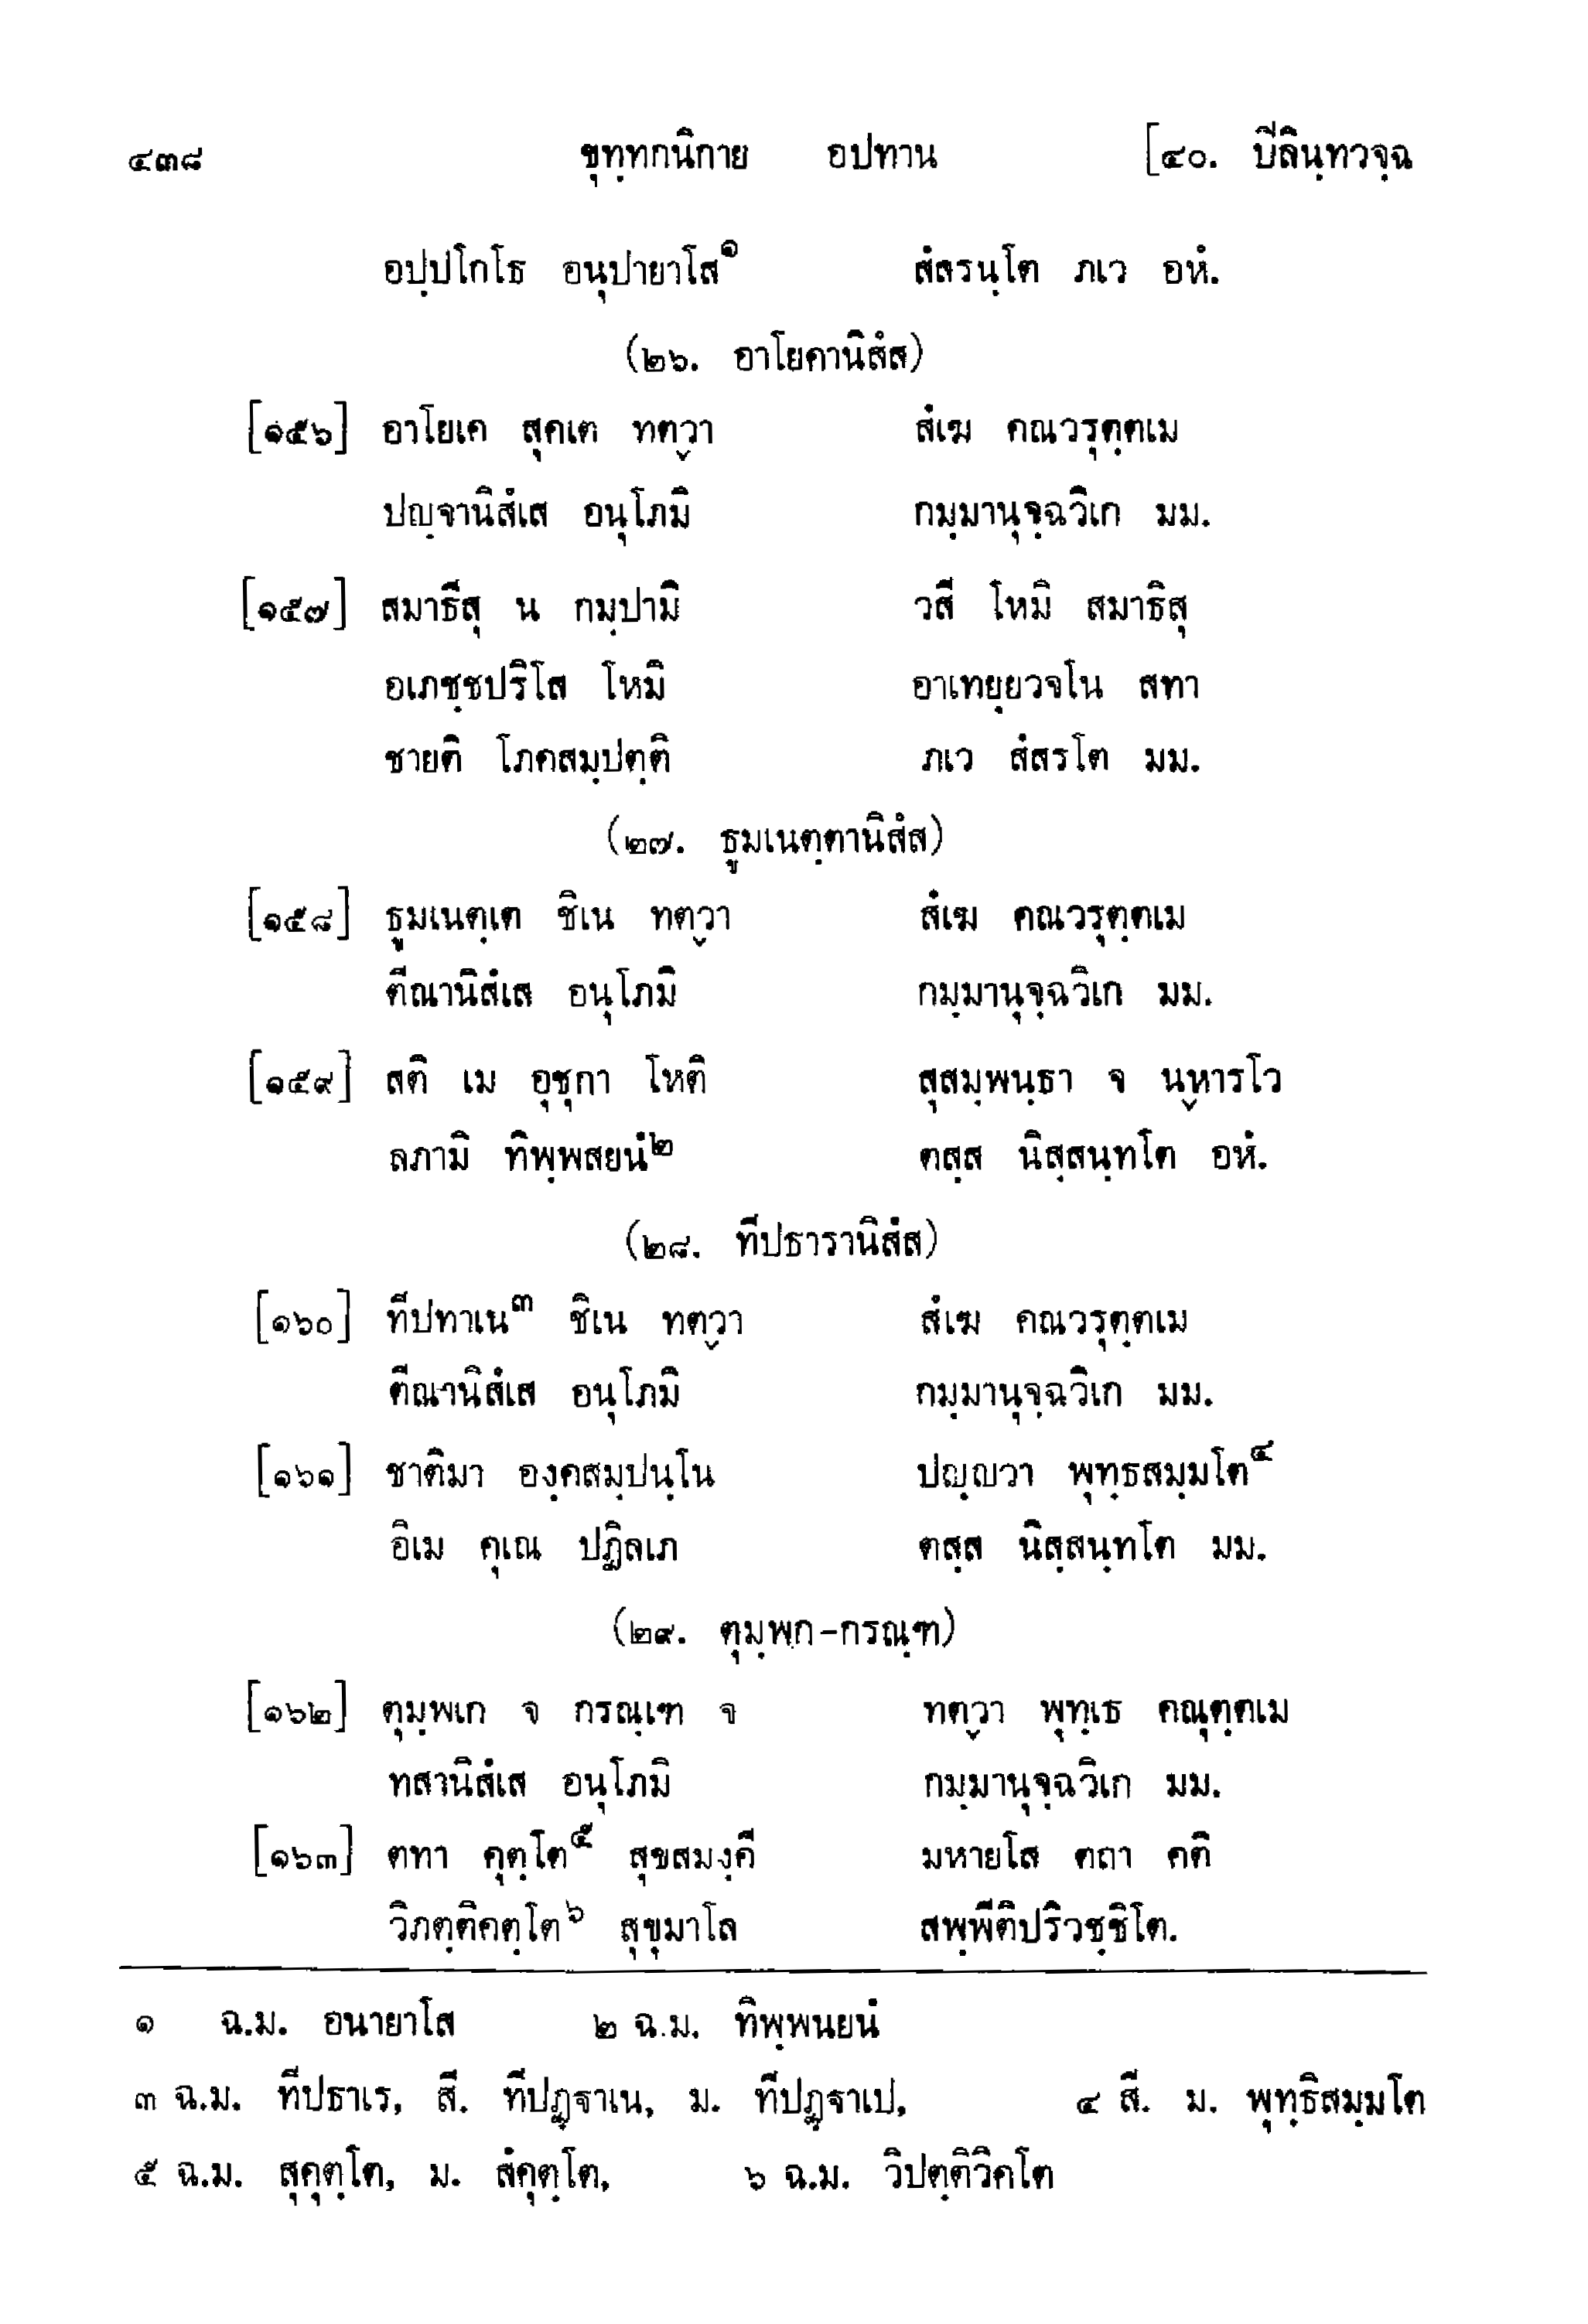 ๔๓๘ ขุทฺทกนิกาย อปทาน [๔๐. ปีลินฺทวจฺฉ
อปฺปโกโธ อนุปายาโส๑ สํสรนฺโต ภเว อหํ.
(๒๖. อาโยคานิสํส)
[๑๕๖] อาโยเค สุคเต ทตฺวา สํเฆ คณวรุตฺตเม
ปญฺจานิสํเส อนุโภมิ กมฺมานุจฺฉวิเก มม.
[๑๕๗] สมาธีสุ น กมฺปามิ วสี โหมิ สมาธิสุ
อเภชฺชปริโส โหมิ อาเทยฺยวจโน สทา
ชายติ โภคสมฺปตฺติ ภเว สํสรโต มม.
(๒๗. ธูมเนตฺตานิสํส)
[๑๕๘] ธูมเนตฺเต ชิเน ทตฺวา สํเฆ คณวรุตฺตเม
ตีณานิสํเส อนุโภมิ กมฺมานุจฺฉวิเก มม.
[๑๕๙] สติ เม อุชุกา โหติ สุสมฺพนฺธา จ นฺหารโว
ลภามิ ทิพฺพสยนํ๒ ตสฺส นิสฺสนฺทโต อหํ.
(๒๘. ทีปธารานิสํส)
[๑๖๐] ทีปทาเน๓ ชิเน ทตฺวา สํเฆ คณวรุตฺตเม
ตีณานิสํเส อนุโภมิ กมฺมานุจฺฉวิเก มม.
[๑๖๑] ชาติมา องฺคสมฺปนฺโน ปญฺญวา พุทฺธสมฺมโต๔
อิเม คุเณ ปฏิลเภ ตสฺส นิสฺสนฺทโต มม.
(๒๙. ตุมฺพก-กรณฺฑ)
[๑๖๒] ตุมฺพเก จ กรณฺเฑ จ ทตฺวา พุทฺเธ คณุตฺตเม
ทสานิสํเส อนุโภมิ กมฺมานุจฺฉวิเก มม.
[๑๖๓] ตทา คุตฺโต๕ สุขสมงฺคี มหายโส ตถา คติ
วิภตฺติคตฺโต๖ สุขุมาโล สพฺพีติปริวชฺชิโต.
๑ ฉ.ม. อนายาโส ๒ ฉ.ม. ทิพฺพนยนํ
๓ ฉ.ม. ทีปธาเร, สี. ทีปฏฺฐาเน, ม. ทีปฏฺฐาเป, ๔ สี. ม. พุทฺธิสมฺมโต
๕ ฉ.ม. สุคุตฺโต, ม. สํคุตฺโต, ๖ ฉ.ม. วิปตฺติวิคโต